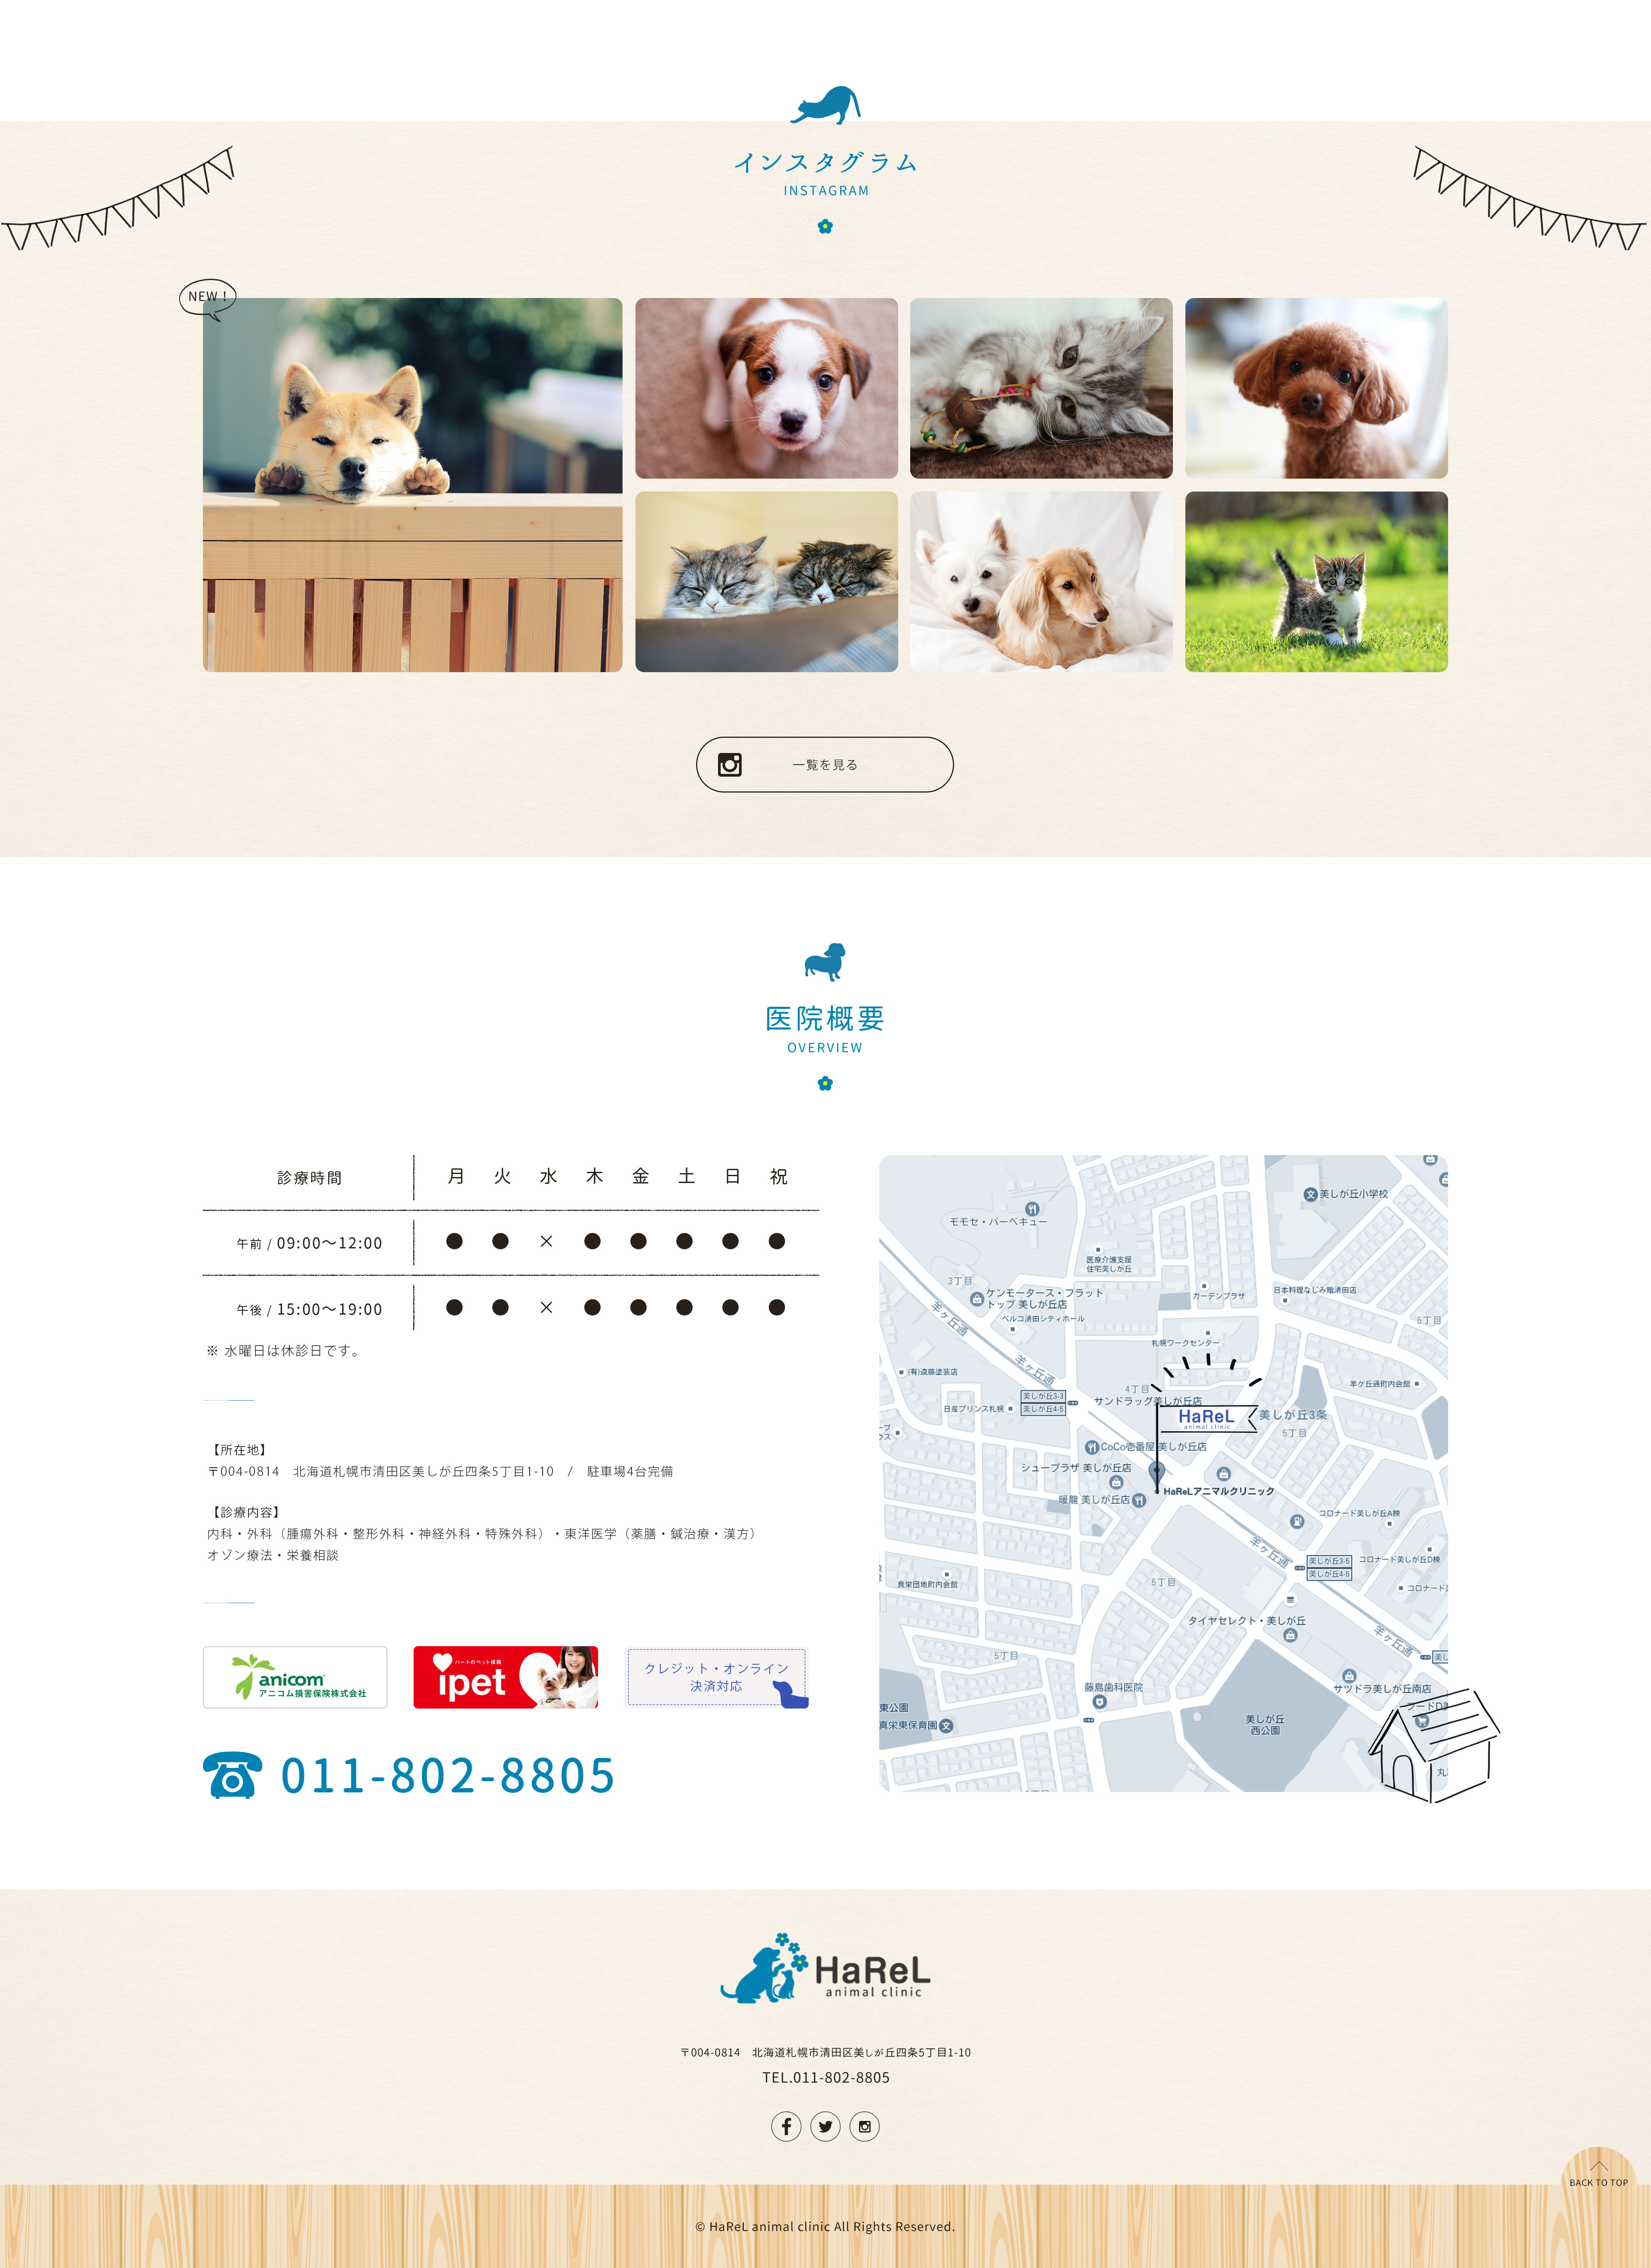 インスタグラム
INSTAGRAM
NEW！
一覧を見る
医院概要
OVERVIEW
診療時間 月 火 水 木 金 土 日 祝
午前 / 09:00〜12:00 ● ● × ● ● ● ● ●
午後 / 15:00〜19:00 ● ● × ● ● ● ● ●
※ 水曜日は休診日です。
【所在地】
〒004-0814　北海道札幌市清田区美しが丘四条5丁目1-10　/　駐車場4台完備
【診療内容】
内科・外科（腫瘍外科・整形外科・神経外科・特殊外科）・東洋医学（薬膳・鍼治療・漢方）
オゾン療法・栄養相談
anicom
アニコム損害保険株式会社
ハートのペット保険
ipet
クレジット・オンライン
決済対応
011-802-8805
美しが丘小学校
モモセ・バーベキュー
医療介護支援
住宅美しが丘
3丁目
ケンモータース・フラット
トップ 美しが丘店
ベルコ清田シティホール
ガーデンプラザ
日本料理なじみ鮨清田店
5丁目
羊ヶ丘通
札幌ワークセンター
羊ヶ丘通
(有)遠藤塗装店
羊ケ丘通町内会館
4丁目
美しが丘3-3
美しが丘4-5
サンドラッグ美しが丘店
日産プリンス札幌
HaReL
animal clinic
美しが丘3条
5丁目
CoCo壱番屋 美しが丘店
シュープラザ 美しが丘店
HaReLアニマルクリニック
暖龍 美しが丘店
コロナード美しが丘A棟
羊ヶ丘通
美しが丘3-5
美しが丘4-5
コロナード美しが丘D棟
5丁目
真栄団地町内会館
コロナード
タイヤセレクト・美しが丘
羊ヶ丘通
5丁目
藤島歯科医院
サツドラ美しが丘南店
東公園
真栄東保育園
美しが丘
西公園
HaReL
animal clinic
〒004-0814　北海道札幌市清田区美しが丘四条5丁目1-10
TEL.011-802-8805
BACK TO TOP
© HaReL animal clinic All Rights Reserved.